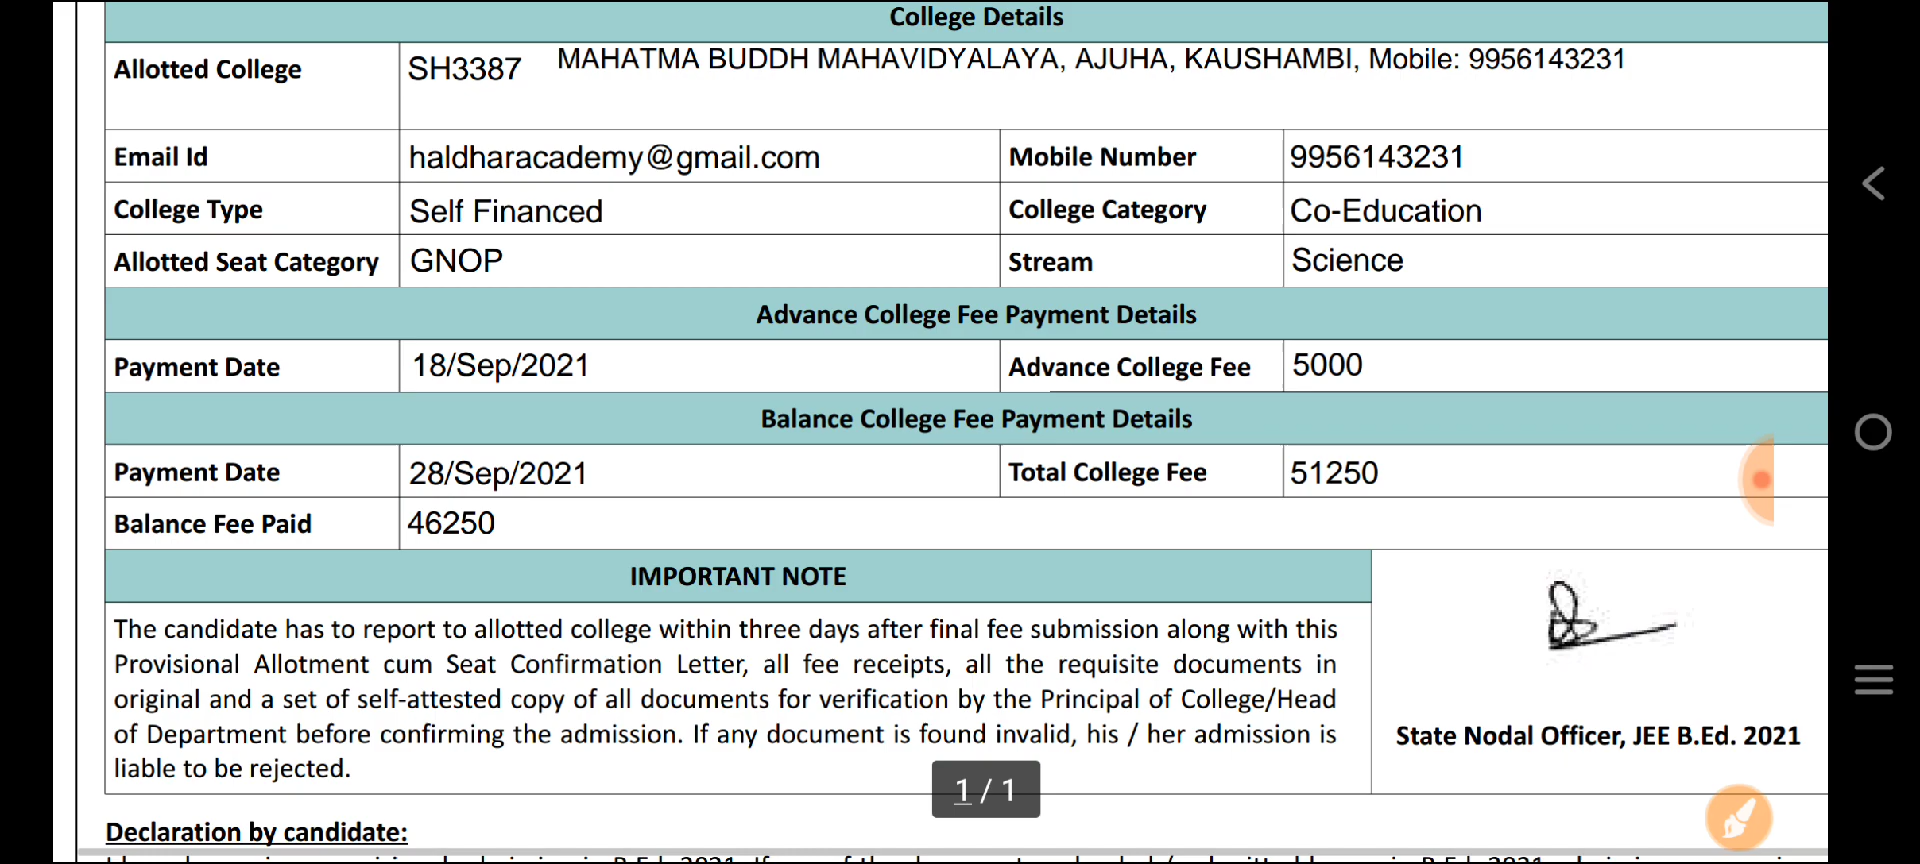 College Details
Allotted College SH3387 MAHATMA BUDDH MAHAVIDYALAYA, AJUHA, KAUSHAMBI, Mobile: 9956143231
Email Id haldharacademy@gmail.com Mobile Number 9956143231
College Type Self Financed College Category Co-Education
Allotted Seat Category GNOP Stream Science
Advance College Fee Payment Details
Payment Date 18/Sep/2021 Advance College Fee 5000
Balance College Fee Payment Details
Payment Date 28/Sep/2021 Total College Fee 51250
Balance Fee Paid 46250
IMPORTANT NOTE
The candidate has to report to allotted college within three days after final fee submission along with this
Provisional Allotment cum Seat Confirmation Letter, all fee receipts, all the requisite documents in
original and a set of self-attested copy of all documents for verification by the Principal of College/Head
of Department before confirming the admission. If any document is found invalid, his / her admission is
liable to be rejected.
State Nodal Officer, JEE B.Ed. 2021
1 / 1
Declaration by candidate: